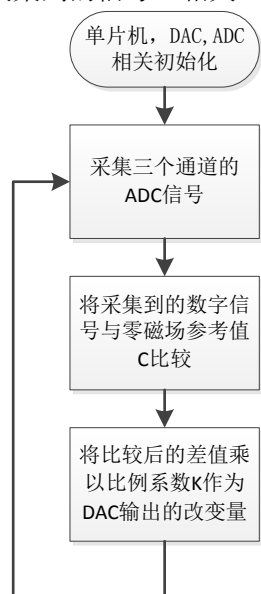 单片机，DAC,ADC
相关初始化
采集三个通道的
ADC信号
将采集到的数字信
号与零磁场参考值
C比较
将比较后的差值乘
以比例系数K作为
DAC输出的改变量